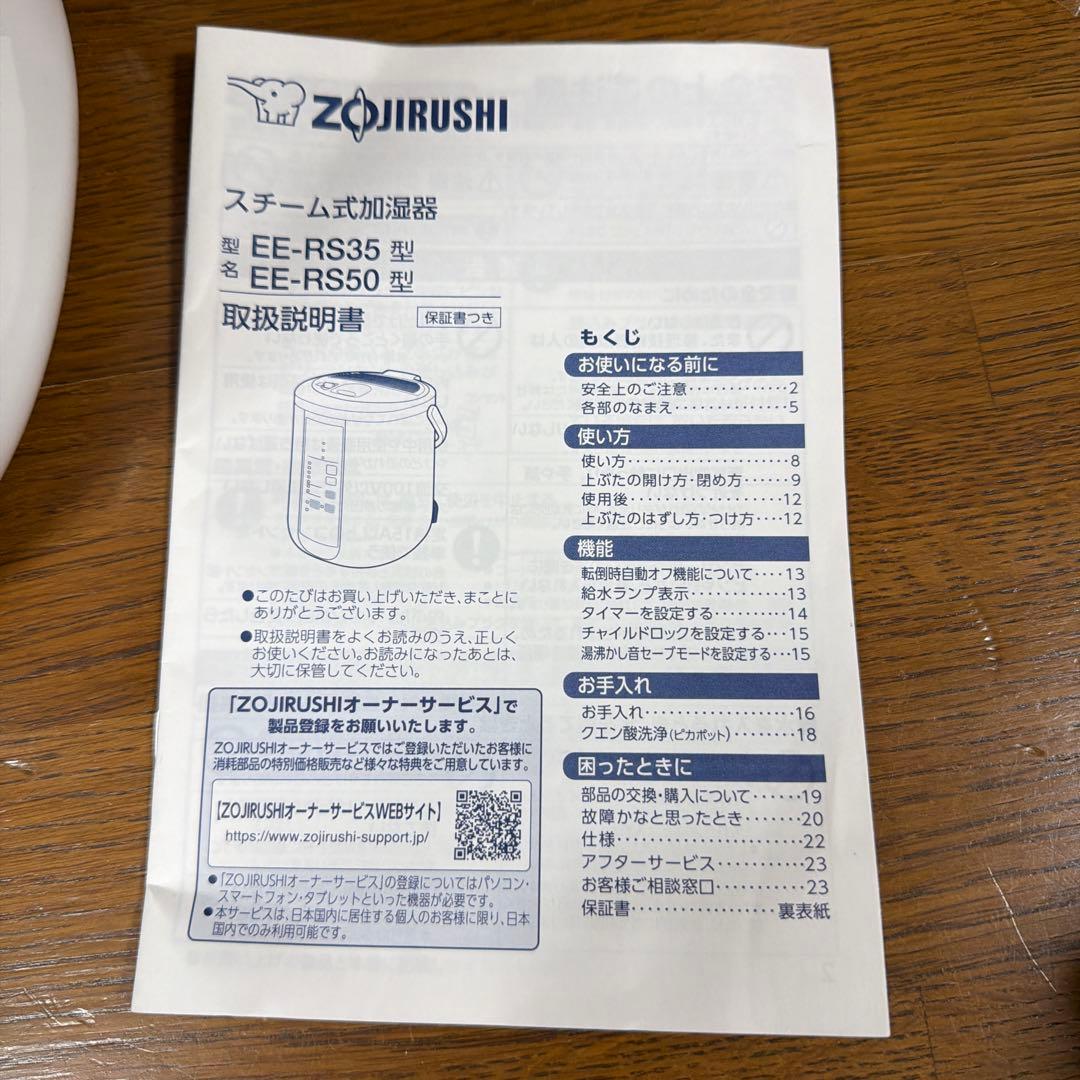 ZOJIRUSHI
スチーム式加湿器
型名 EE-RS35 型
EE-RS50 型
取扱説明書 保証書つき
●このたびはお買い上げいただき、まことに
ありがとうございます。
●取扱説明書をよくお読みのうえ、正しく
お使いください。お読みになったあとは、
大切に保管してください。
「ZOJIRUSHIオーナーサービス」で
製品登録をお願いいたします。
ZOJIRUSHIオーナーサービスではご登録いただいたお客様に
消耗部品の特別価格販売など様々な特典をご用意しています。
【ZOJIRUSHIオーナーサービスWEBサイト】
https://www.zojirushi-support.jp/
●「ZOJIRUSHIオーナーサービス」の登録についてはパソコン・
スマートフォン・タブレットといった機器が必要です。
●本サービスは、日本国内に居住する個人のお客様に限り、日本
国内でのみ利用可能です。
もくじ
お使いになる前に
安全上のご注意・・・・・・・・・・・・2
各部のなまえ・・・・・・・・・・・・・・5
使い方
使い方・・・・・・・・・・・・・・・・・・・・8
上ぶたの開け方・閉め方・・・・・・9
使用後・・・・・・・・・・・・・・・・・・・12
上ぶたのはずし方・つけ方・・・・12
機能
転倒時自動オフ機能について・・・・13
給水ランプ表示・・・・・・・・・・・・13
タイマーを設定する・・・・・・・・・14
チャイルドロックを設定する・・・15
湯沸かし音セーブモードを設定する・・・15
お手入れ
お手入れ・・・・・・・・・・・・・・・・・16
クエン酸洗浄(ピカポット)・・・・・・・18
困ったときに
部品の交換・購入について・・・・・・19
故障かなと思ったとき・・・・・・・20
仕様・・・・・・・・・・・・・・・・・・・・・22
アフターサービス・・・・・・・・・・・23
お客様ご相談窓口・・・・・・・・・・・23
保証書・・・・・・・・・・・・・・・・・裏表紙